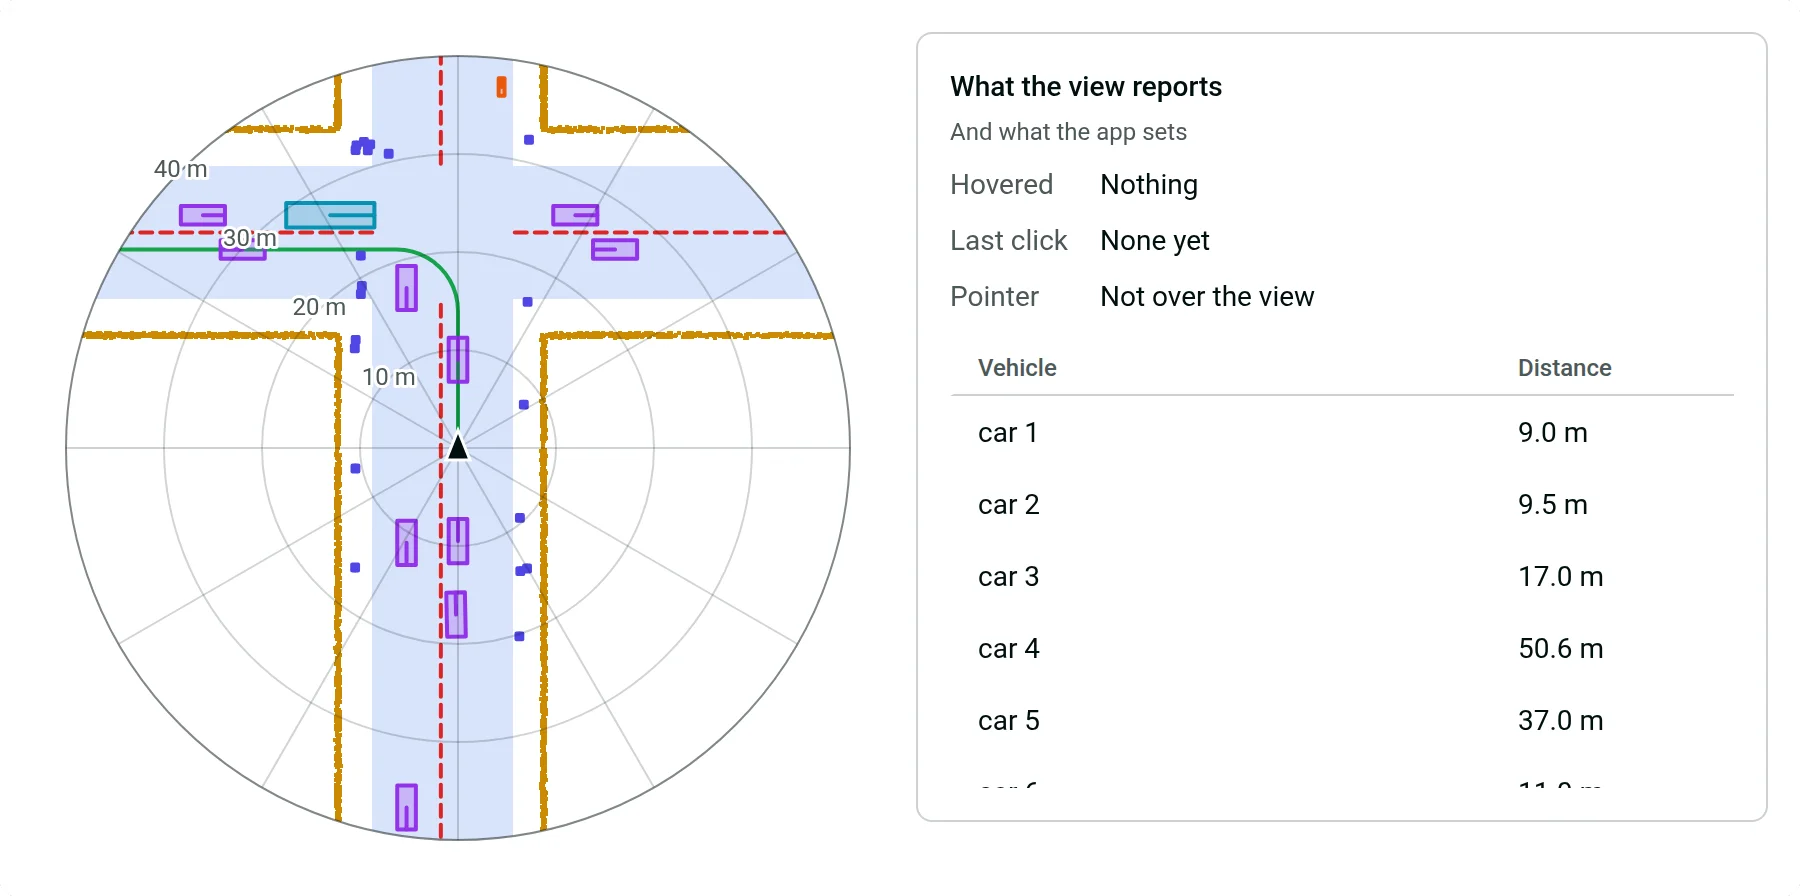 40 m
30 m
20 m
10 m
What the view reports
And what the app sets
Hovered Nothing
Last click None yet
Pointer Not over the view
Vehicle Distance
car 1 9.0 m
car 2 9.5 m
car 3 17.0 m
car 4 50.6 m
car 5 37.0 m